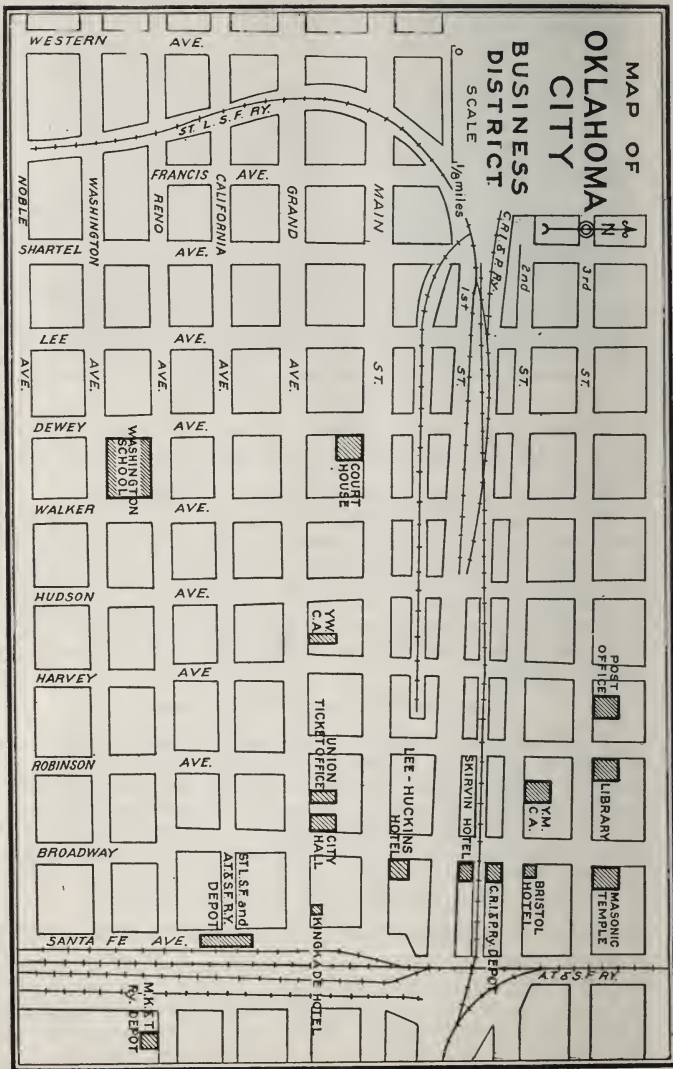 MAP OF
OKLAHOMA
CITY
BUSINESS
DISTRICT.
SCALE
0 1/8 miles
N
WESTERN AVE.
ST. L. S. F. RY.
FRANCIS AVE.
SHARTEL AVE.
LEE AVE.
DEWEY AVE.
WALKER AVE.
HUDSON AVE.
HARVEY AVE
ROBINSON AVE.
BROADWAY
SANTA FE AVE.
NOBLE AVE.
WASHINGTON AVE.
RENO AVE.
CALIFORNIA AVE.
GRAND AVE.
MAIN ST.
1st ST.
2nd ST.
3rd ST.
C.R.I. & P. RY.
WASHINGTON
SCHOOL
COURT
HOUSE
Y.W.
C.A.
POST
OFFICE
UNION
TICKET OFFICE
CITY
HALL
LEE-HUCKINS
HOTEL
SKIRVIN HOTEL
Y.M.
C.A.
LIBRARY
ST.L.S.F. and
A.T.&S.F. R.Y.
DEPOT
KINGKADE HOTEL
C.R.I.&P.Ry. DEPOT
BRISTOL
HOTEL
MASONIC
TEMPLE
A.T. & S.F. RY.
M.K.& T
Ry. DEPOT